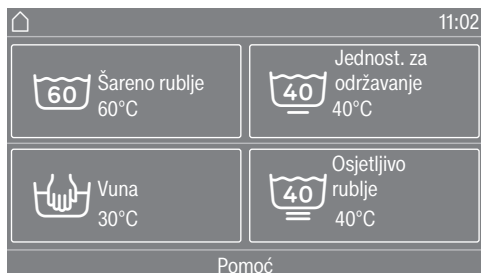 11:02
60
Šareno rublje
60°C
40
Jednost. za
održavanje
40°C
Vuna
30°C
40
Osjetljivo
rublje
40°C
Pomoć